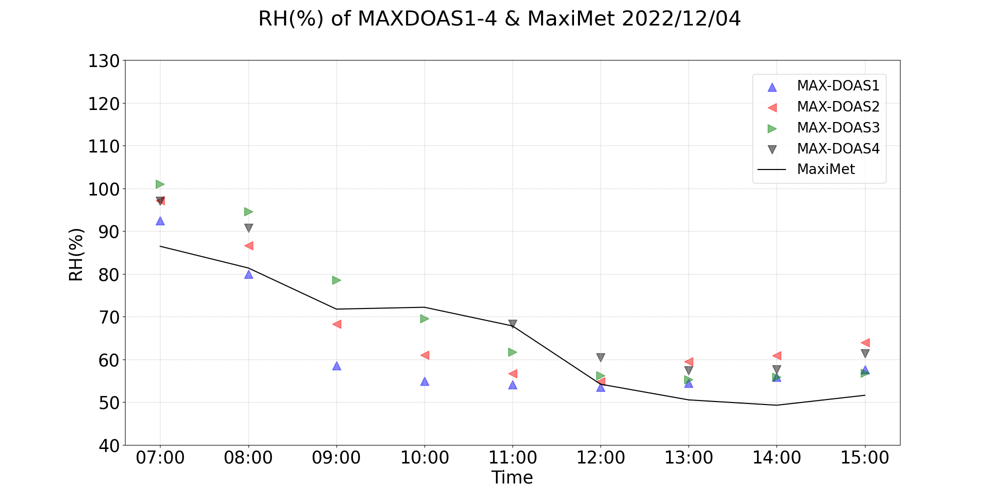 RH(%) of MAXDOAS1-4 & MaxiMet 2022/12/04
130
120
110
100
90
80
70
60
50
40
RH(%)
MAX-DOAS1
MAX-DOAS2
MAX-DOAS3
MAX-DOAS4
MaxiMet
07:00 08:00 09:00 10:00 11:00 12:00 13:00 14:00 15:00
Time